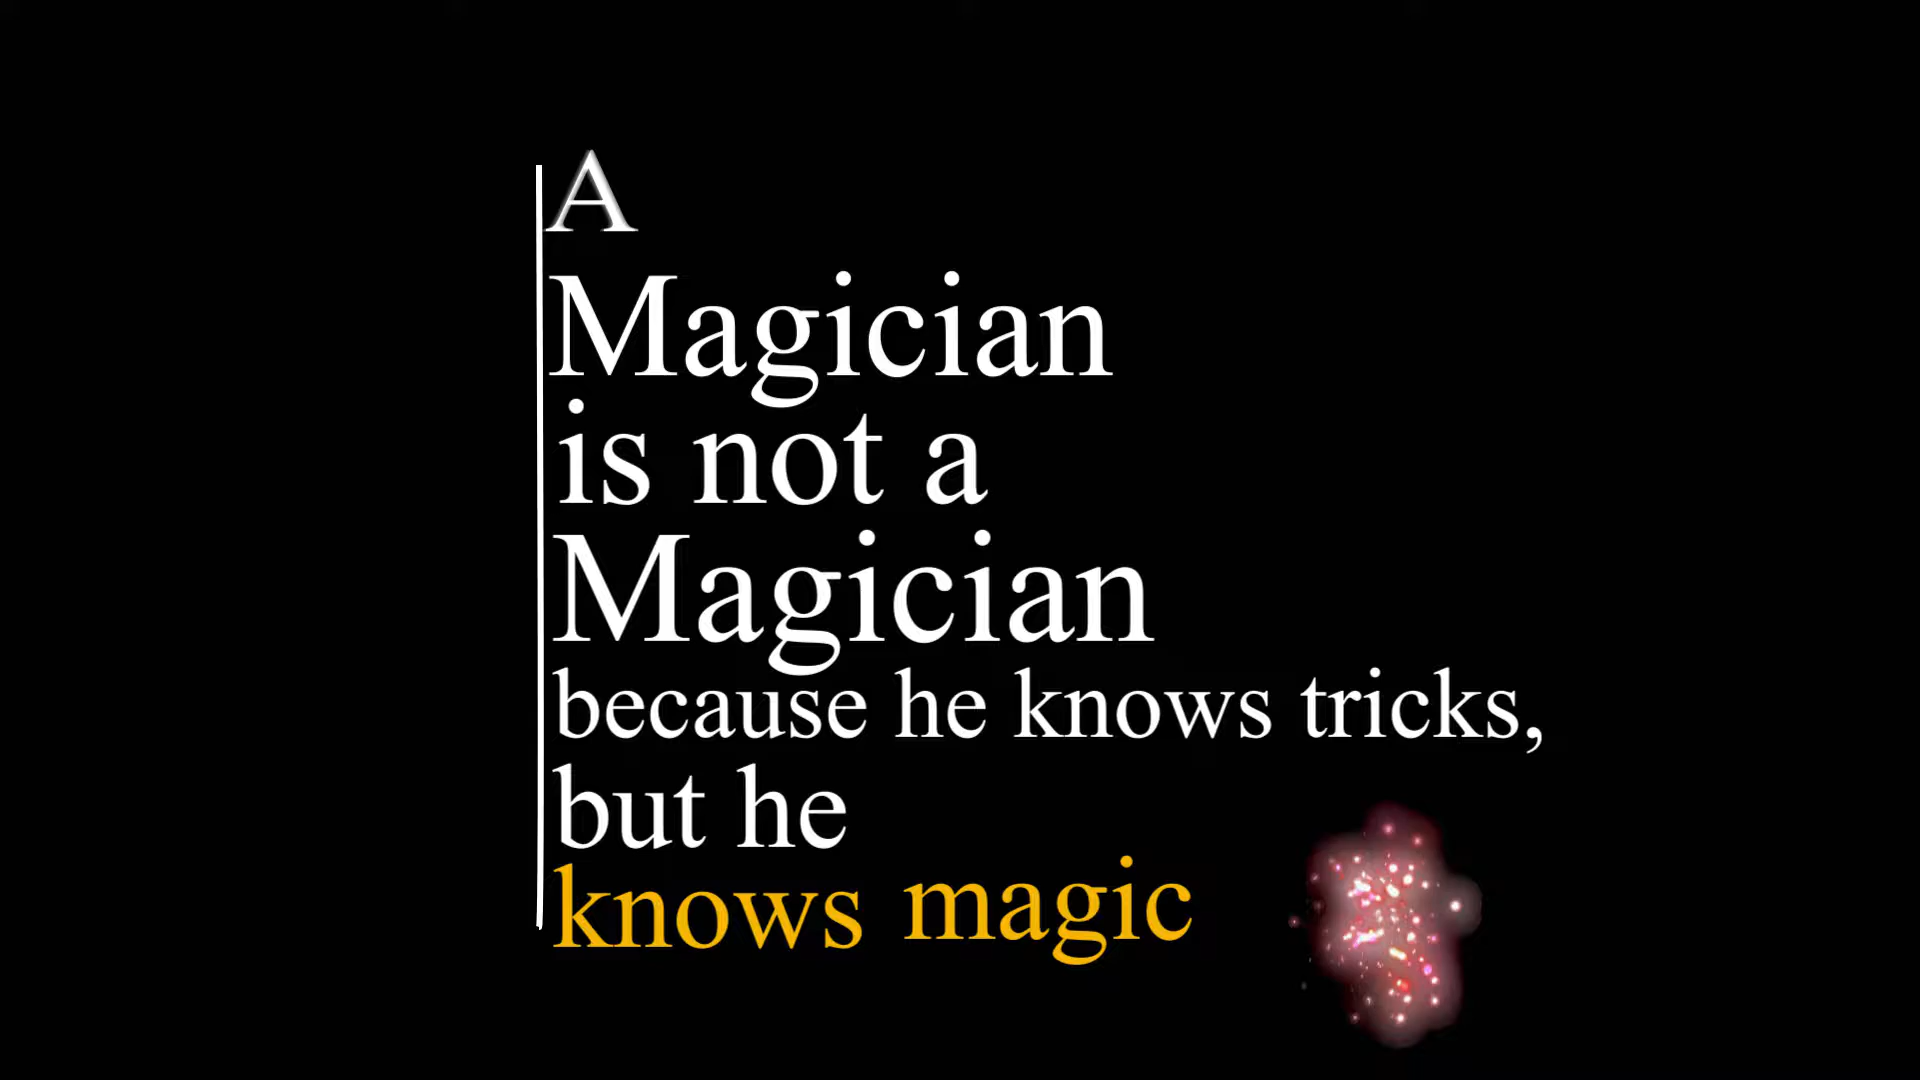 A
Magician
is not a
Magician
because he knows tricks,
but he
knows magic